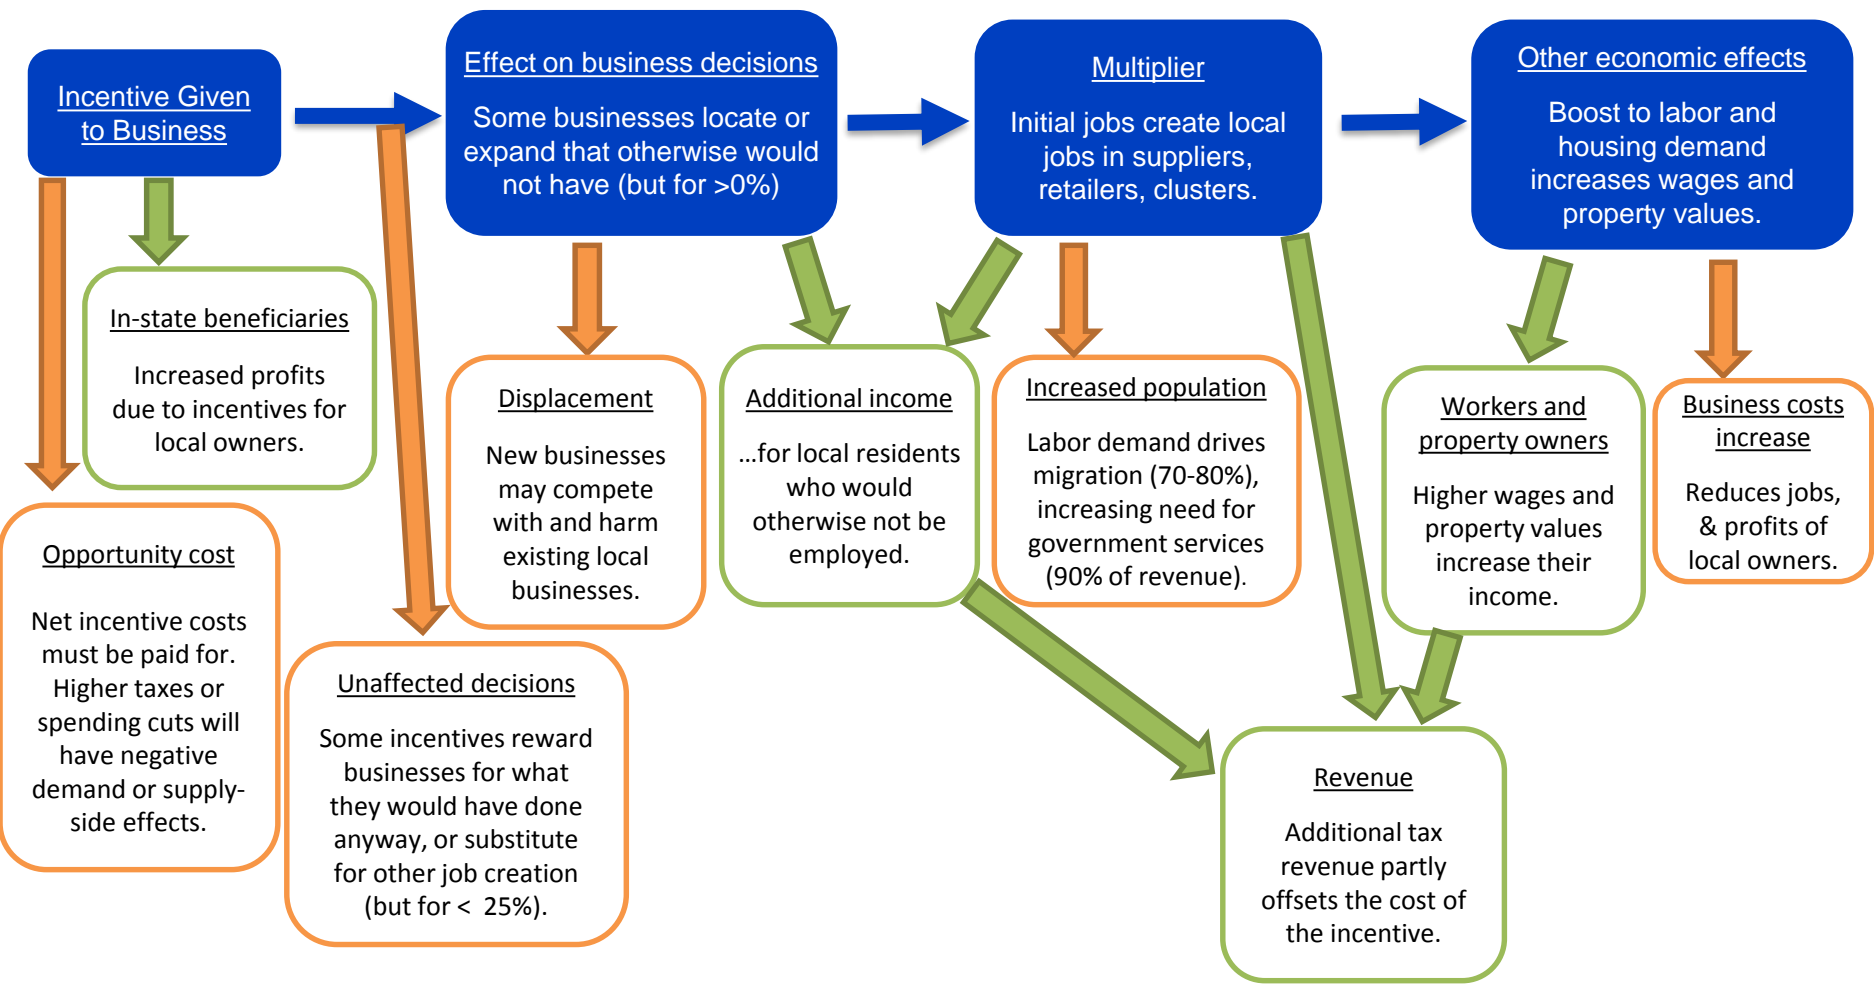 Incentive Given
to Business
Effect on business decisions
Some businesses locate or
expand that otherwise would
not have (but for >0%)
Multiplier
Initial jobs create local
jobs in suppliers,
retailers, clusters.
Other economic effects
Boost to labor and
housing demand
increases wages and
property values.
In-state beneficiaries
Increased profits
due to incentives for
local owners.
Opportunity cost
Net incentive costs
must be paid for.
Higher taxes or
spending cuts will
have negative
demand or supply-
side effects.
Unaffected decisions
Some incentives reward
businesses for what
they would have done
anyway, or substitute
for other job creation
(but for < 25%).
Displacement
New businesses
may compete
with and harm
existing local
businesses.
Additional income
…for local residents
who would
otherwise not be
employed.
Increased population
Labor demand drives
migration (70-80%),
increasing need for
government services
(90% of revenue).
Workers and
property owners
Higher wages and
property values
increase their
income.
Business costs
increase
Reduces jobs,
& profits of
local owners.
Revenue
Additional tax
revenue partly
offsets the cost of
the incentive.